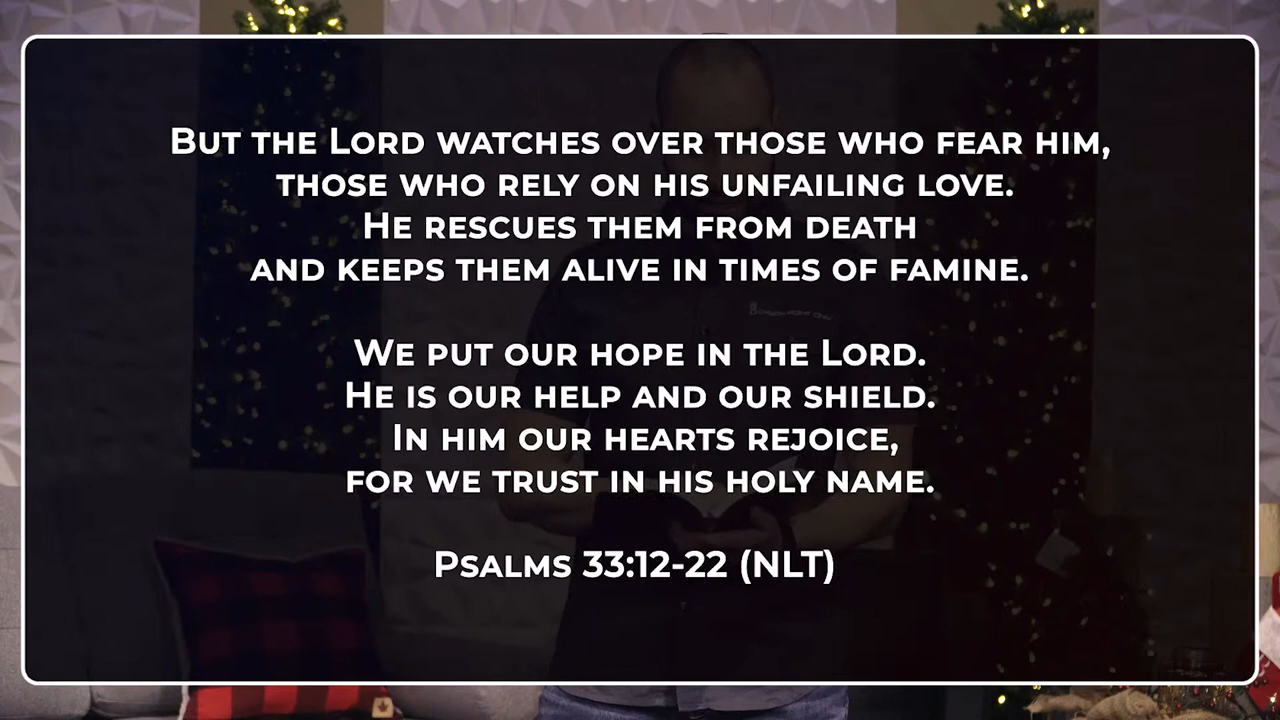 But the Lord watches over those who fear him,
those who rely on his unfailing love.
He rescues them from death
and keeps them alive in times of famine.
We put our hope in the Lord.
He is our help and our shield.
In him our hearts rejoice,
for we trust in his holy name.
Psalms 33:12-22 (NLT)